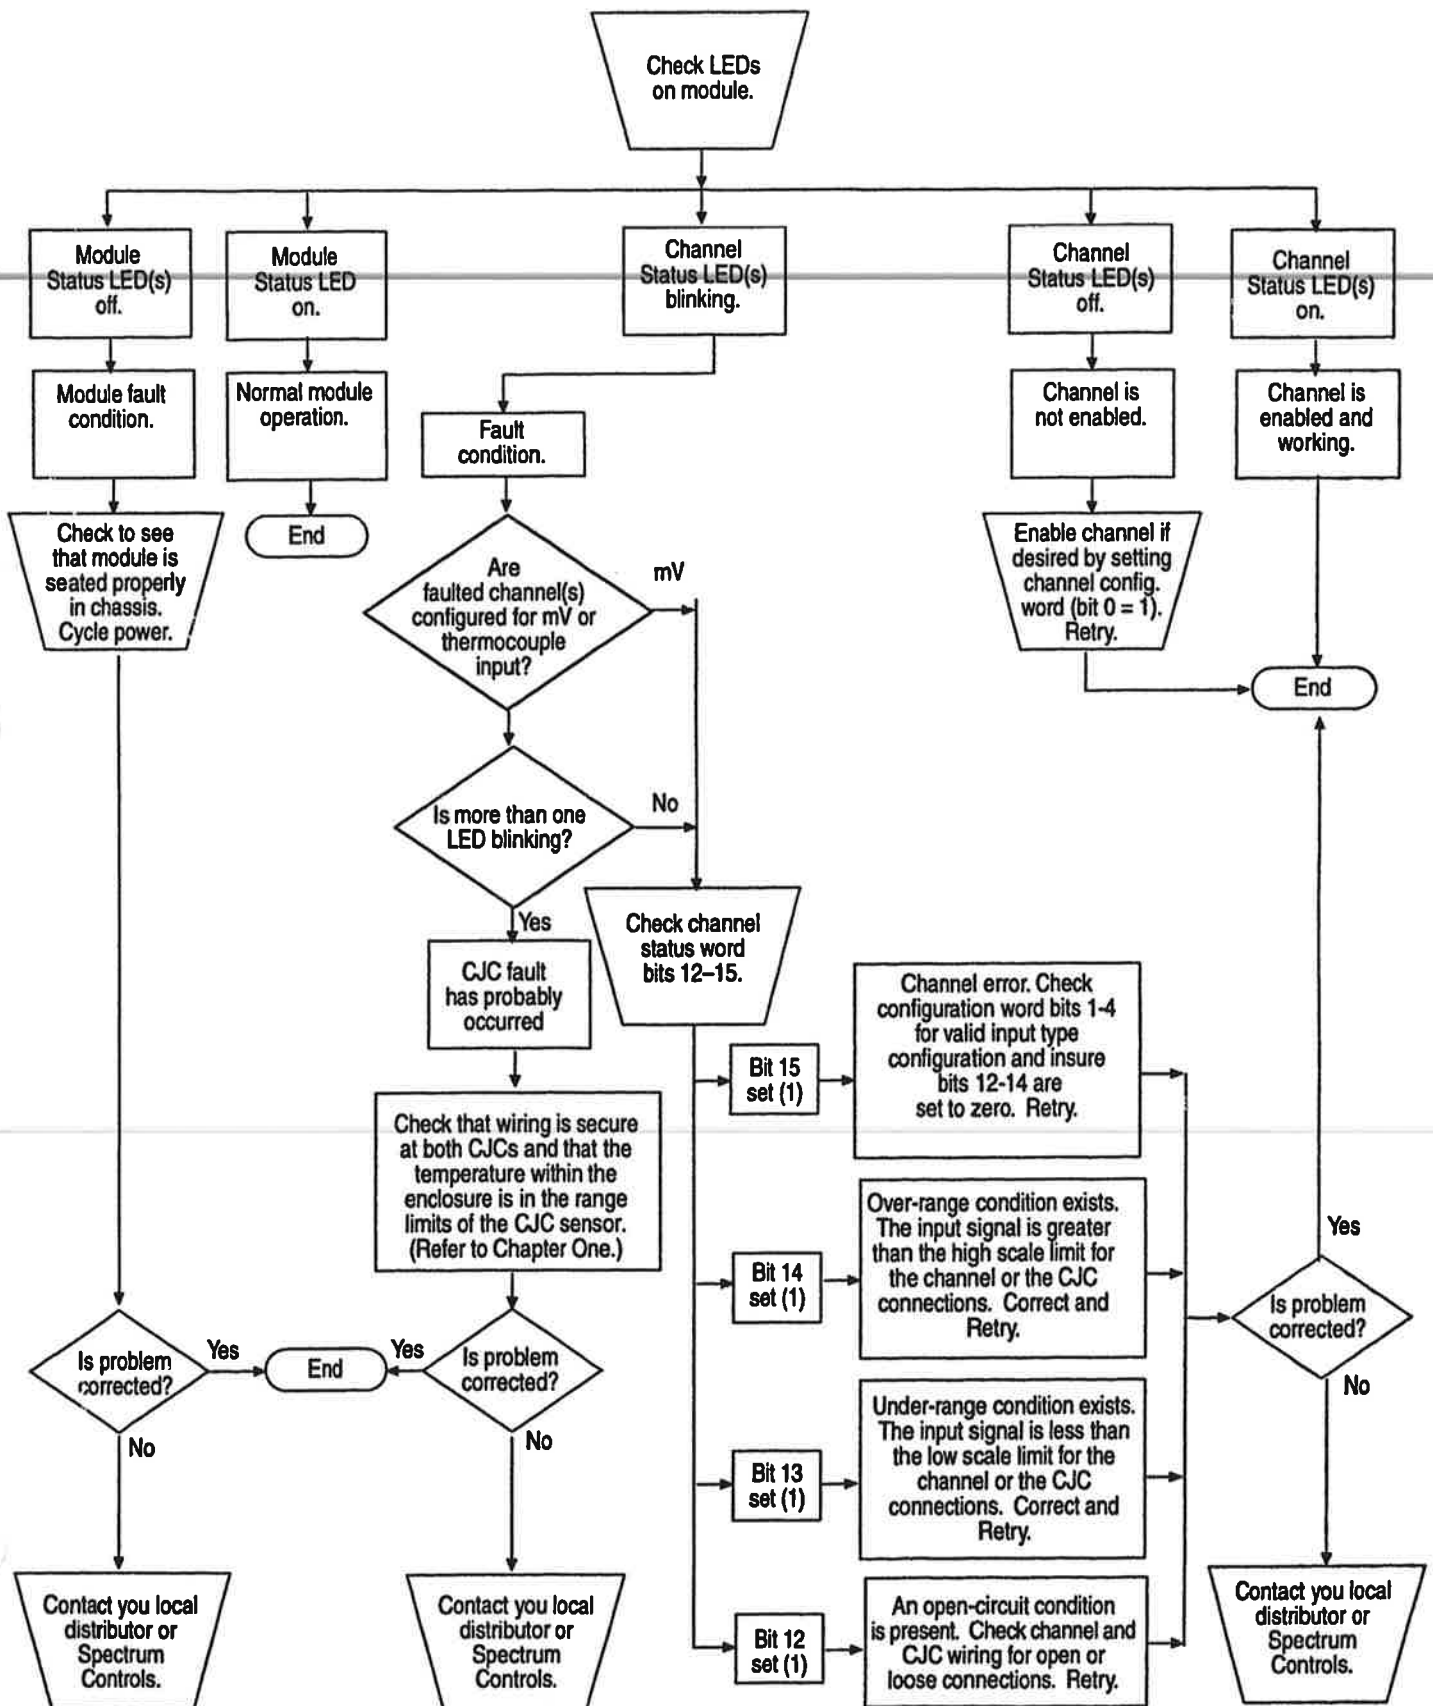 Check LEDs
on module.
Module
Status LED(s)
off.
Module
Status LED
on.
Channel
Status LED(s)
blinking.
Channel
Status LED(s)
off.
Channel
Status LED(s)
on.
Module fault
condition.
Normal module
operation.
Fault
condition.
Channel is
not enabled.
Channel is
enabled and
working.
Check to see
that module is
seated properly
in chassis.
Cycle power.
End
Are
faulted channel(s)
configured for mV or
thermocouple
input?
mV
Enable channel if
desired by setting
channel config.
word (bit 0 = 1).
Retry.
End
Is more than one
LED blinking?
No
Yes
CJC fault
has probably
occurred
Check channel
status word
bits 12–15.
Check that wiring is secure
at both CJCs and that the
temperature within the
enclosure is in the range
limits of the CJC sensor.
(Refer to Chapter One.)
Bit 15
set (1)
Channel error. Check
configuration word bits 1-4
for valid input type
configuration and insure
bits 12-14 are
set to zero. Retry.
Bit 14
set (1)
Over-range condition exists.
The input signal is greater
than the high scale limit for
the channel or the CJC
connections. Correct and
Retry.
Bit 13
set (1)
Under-range condition exists.
The input signal is less than
the low scale limit for the
channel or the CJC
connections. Correct and
Retry.
Bit 12
set (1)
An open-circuit condition
is present. Check channel and
CJC wiring for open or
loose connections. Retry.
Is problem
corrected?
Yes
End
Yes
Is problem
corrected?
Yes
Is problem
corrected?
No
No
No
Contact you local
distributor or
Spectrum
Controls.
Contact you local
distributor or
Spectrum
Controls.
Contact you local
distributor or
Spectrum
Controls.